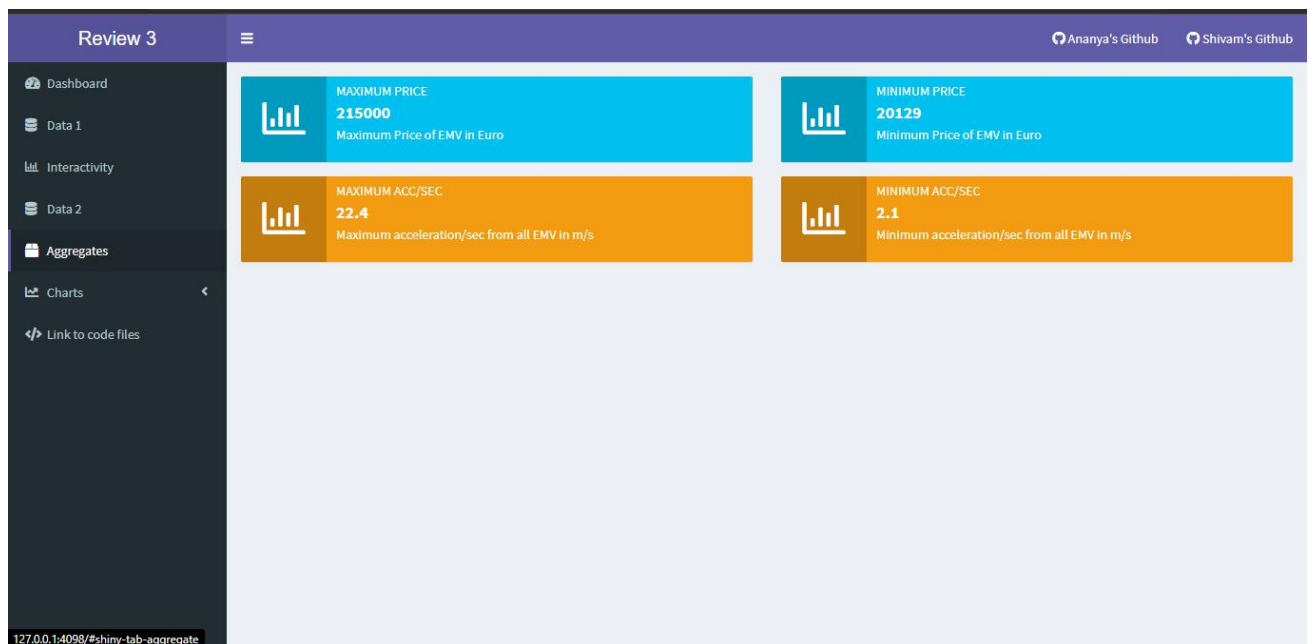 Review 3
Ananya's Github
Shivam's Github
Dashboard
Data 1
Interactivity
Data 2
Aggregates
Charts
Link to code files
MAXIMUM PRICE
215000
Maximum Price of EMV in Euro
MINIMUM PRICE
20129
Minimum Price of EMV in Euro
MAXIMUM ACC/SEC
22.4
Maximum acceleration/sec from all EMV in m/s
MINIMUM ACC/SEC
2.1
Minimum acceleration/sec from all EMV in m/s
127.0.0.1:4098/#shiny-tab-aggregate